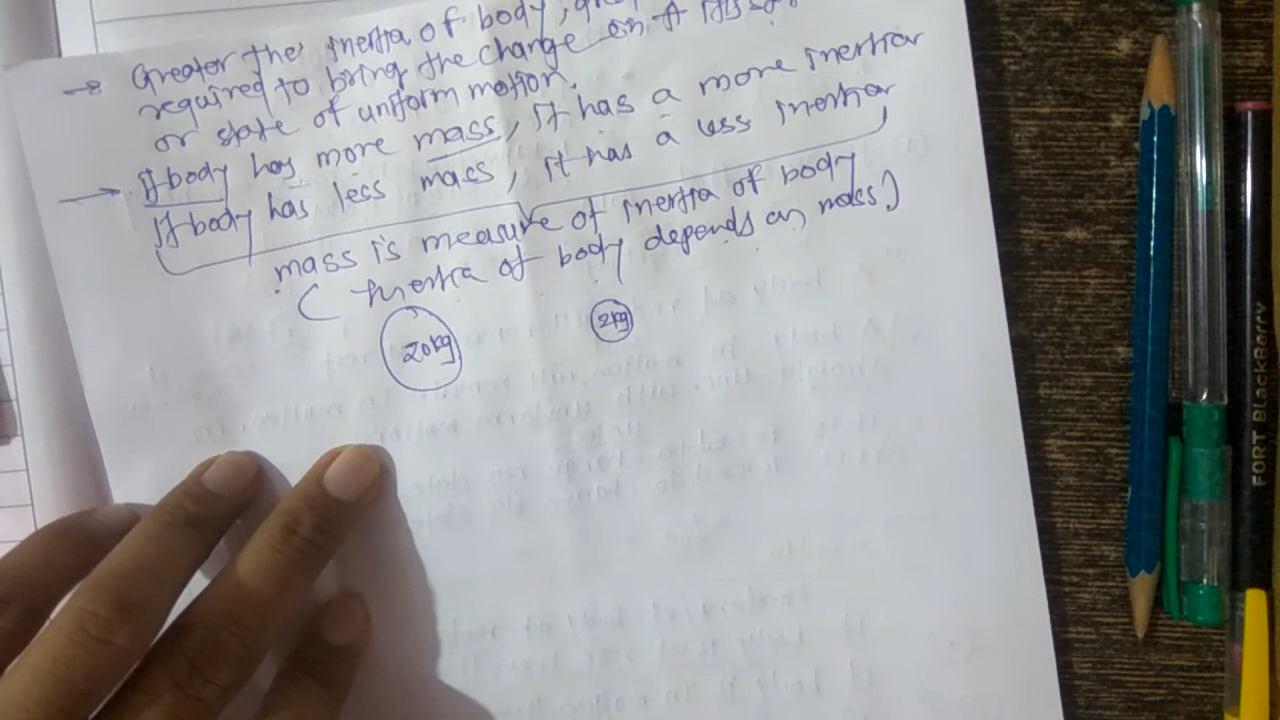 → Greater the inertia of body,
required to bring the change on it
or state of uniform motion.
→ If body has more mass, it has a more inertia
If body has less mass, it has a less inertia
mass is measure of inertia of body
( Inertia of body depends on mass)
20kg
2kg
FORT BLACKBERRY